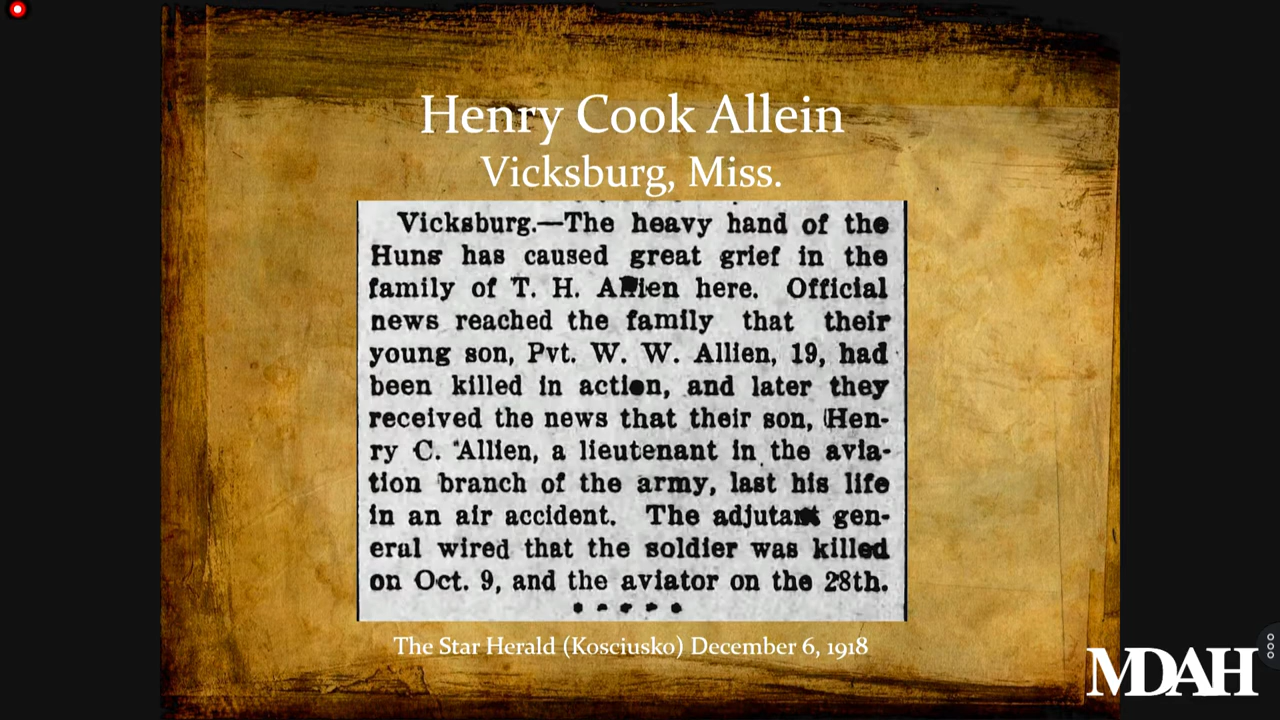 Henry Cook Allein
Vicksburg, Miss.
Vicksburg.—The heavy hand of the
Huns has caused great grief in the
family of T. H. Allien here. Official
news reached the family that their
young son, Pvt. W. W. Allien, 19, had
been killed in action, and later they
received the news that their son, Hen-
ry C. Allien, a lieutenant in the avia-
tion branch of the army, last his life
in an air accident. The adjutant gen-
eral wired that the soldier was killed
on Oct. 9, and the aviator on the 28th.
The Star Herald (Kosciusko) December 6, 1918
MDAH